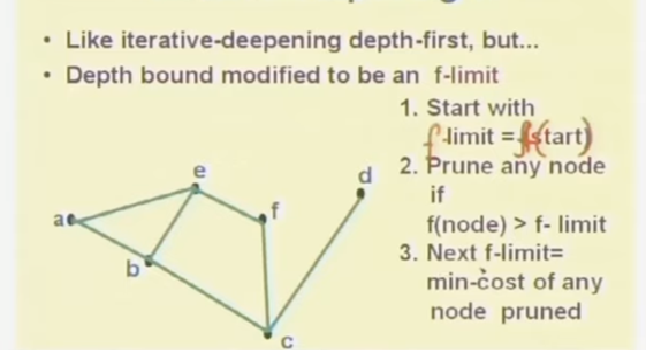 • Like iterative-deepening depth-first, but...
• Depth bound modified to be an f-limit
1. Start with
f-limit = f(start)
2. Prune any node
if
f(node) > f- limit
3. Next f-limit=
min-cost of any
node pruned
e
d
a
f
b
c